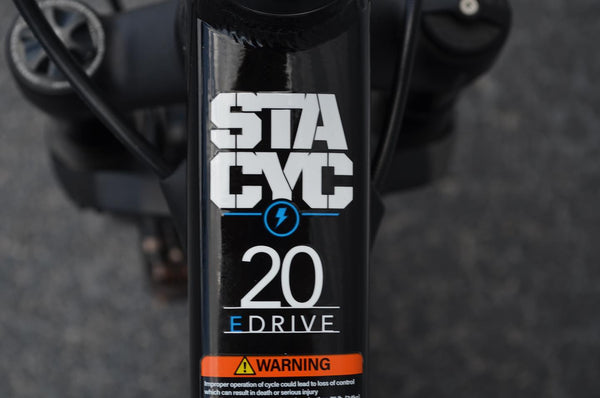 STA
CYC
20
EDRIVE
WARNING
Improper operation of cycle could lead to loss of control
which can result in death or serious injury